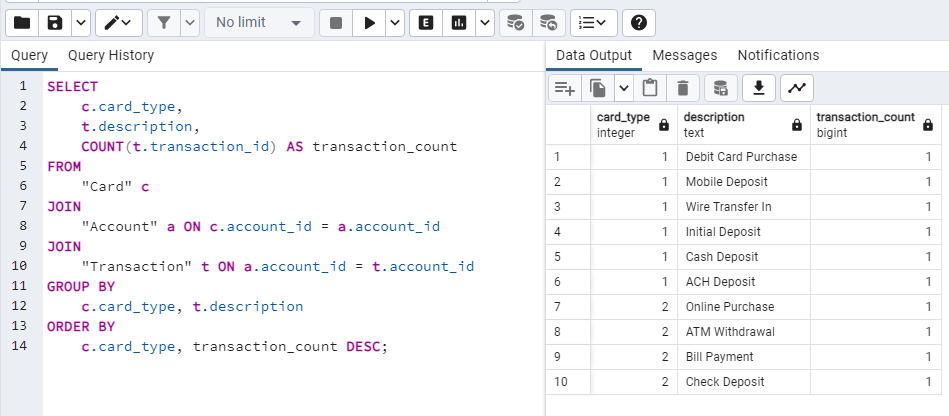 No limit
Query Query History
1 SELECT
2 c.card_type,
3 t.description,
4 COUNT(t.transaction_id) AS transaction_count
5 FROM
6 "Card" c
7 JOIN
8 "Account" a ON c.account_id = a.account_id
9 JOIN
10 "Transaction" t ON a.account_id = t.account_id
11 GROUP BY
12 c.card_type, t.description
13 ORDER BY
14 c.card_type, transaction_count DESC;
Data Output Messages Notifications
card_type description transaction_count
integer text bigint
1 1 Debit Card Purchase 1
2 1 Mobile Deposit 1
3 1 Wire Transfer In 1
4 1 Initial Deposit 1
5 1 Cash Deposit 1
6 1 ACH Deposit 1
7 2 Online Purchase 1
8 2 ATM Withdrawal 1
9 2 Bill Payment 1
10 2 Check Deposit 1